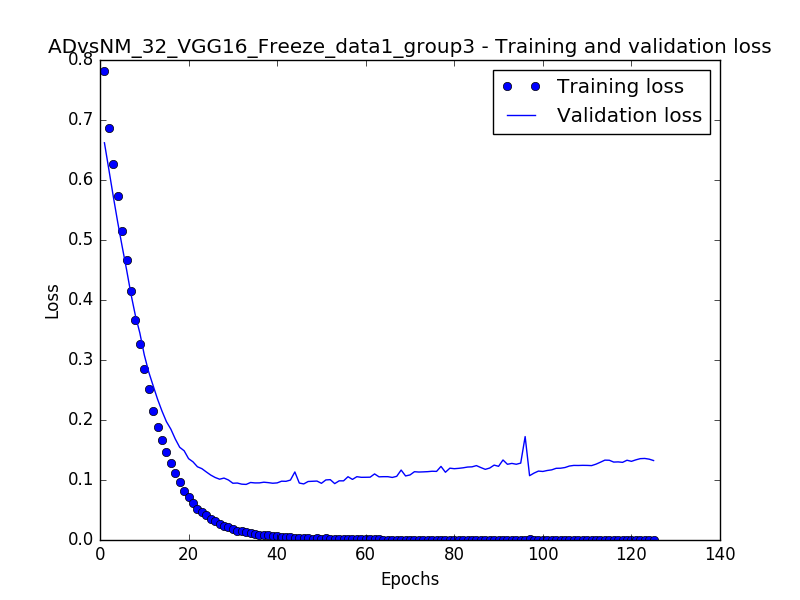 ADvsNM_32_VGG16_Freeze_data1_group3 - Training and validation loss
Training loss
Validation loss
0.8
0.7
0.6
0.5
0.4
0.3
0.2
0.1
0.0
Loss
0 20 40 60 80 100 120 140
Epochs